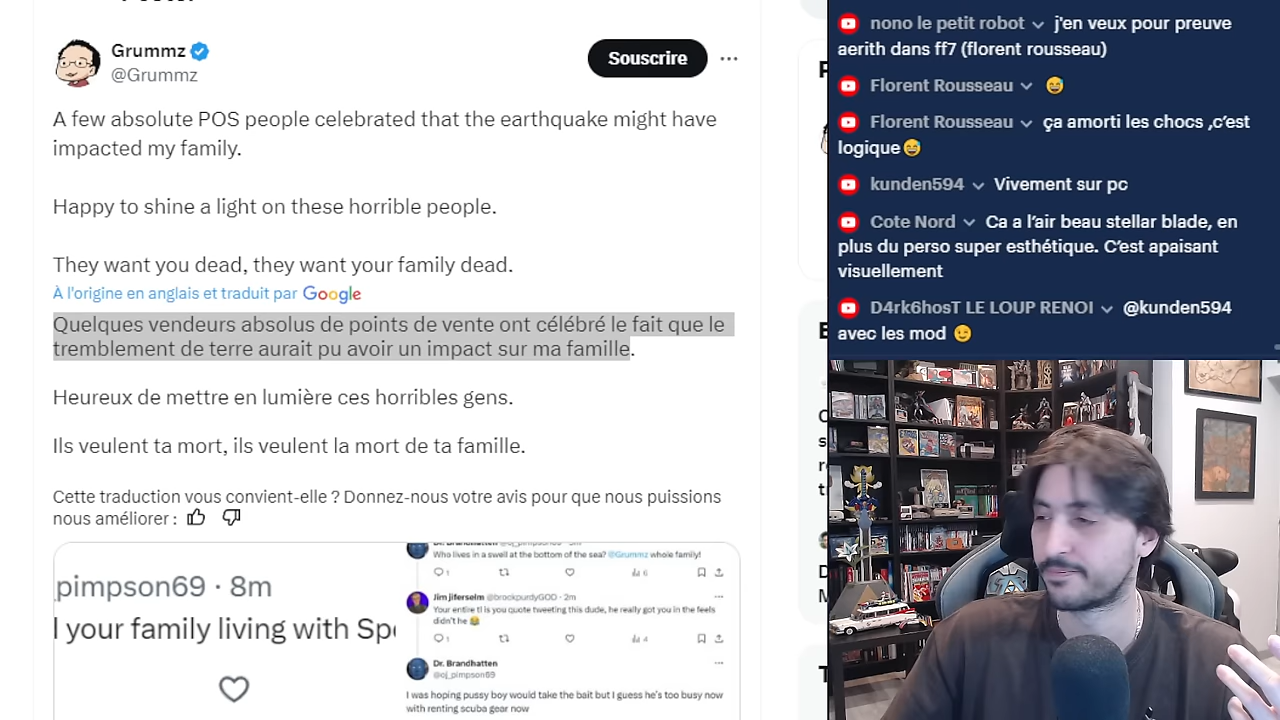 Grummz
@Grummz
Souscrire
A few absolute POS people celebrated that the earthquake might have
impacted my family.
Happy to shine a light on these horrible people.
They want you dead, they want your family dead.
À l'origine en anglais et traduit par Google
Quelques vendeurs absolus de points de vente ont célébré le fait que le
tremblement de terre aurait pu avoir un impact sur ma famille.
Heureux de mettre en lumière ces horribles gens.
Ils veulent ta mort, ils veulent la mort de ta famille.
Cette traduction vous convient-elle ? Donnez-nous votre avis pour que nous puissions
nous améliorer :
pimpson69 · 8m
l your family living with Sp
Who lives in a swell at the bottom of the sea? @Grummz whole family!
1
6
Jim jiferselm @brockpurdyGOD · 2m
Your entire tl is you quote tweeting this dude, he really got you in the feels
didn't he 😂
1
4
Dr. Brandhatten
@oj_pimpson69
I was hoping pussy boy would take the bait but I guess he's too busy now
with renting scuba gear now
nono le petit robot j'en veux pour preuve
aerith dans ff7 (florent rousseau)
Florent Rousseau 😅
Florent Rousseau ça amorti les chocs ,c'est
logique😅
kunden594 Vivement sur pc
Cote Nord Ca a l'air beau stellar blade, en
plus du perso super esthétique. C'est apaisant
visuellement
D4rk6hosT LE LOUP RENOI @kunden594
avec les mod 😉